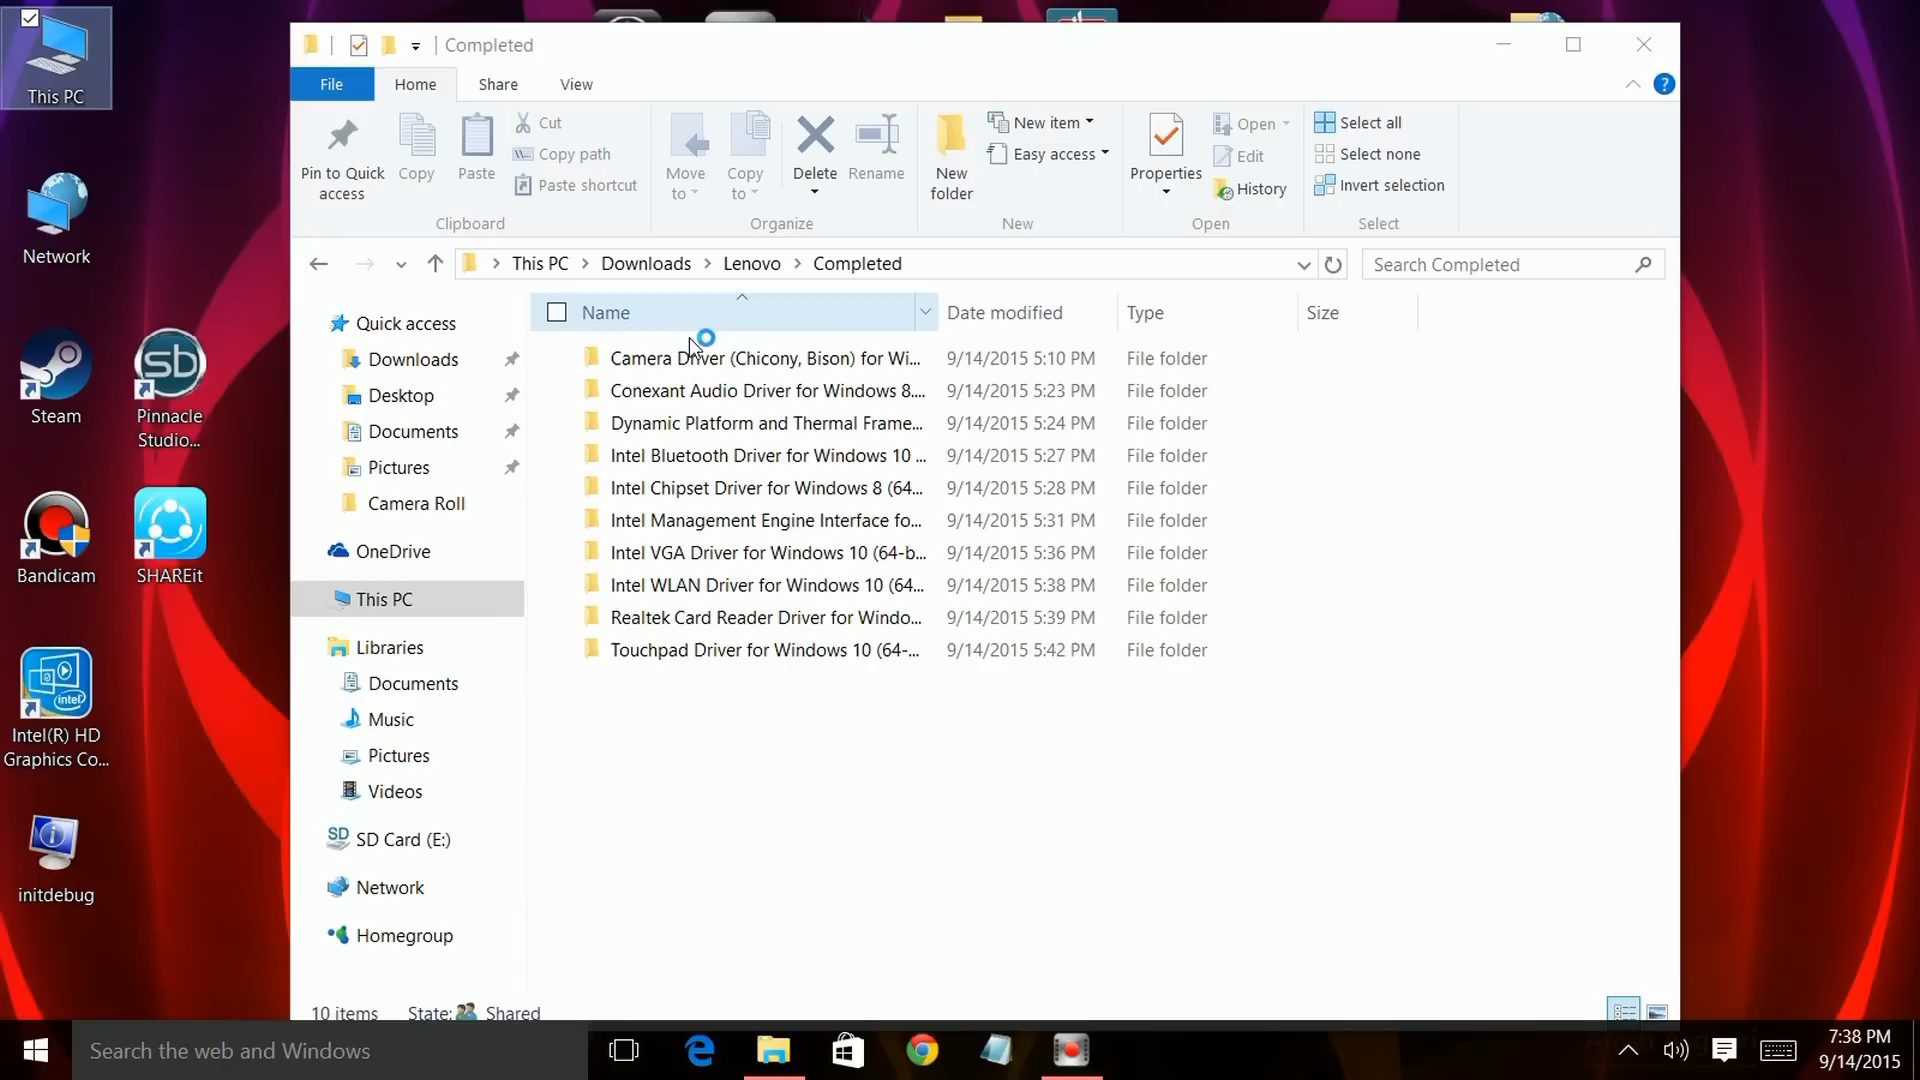 This PC
Network
Steam
Pinnacle
Studio...
Bandicam
SHAREit
Intel(R) HD
Graphics Co...
initdebug
Completed
File
Home
Share
View
Pin to Quick
access
Copy
Paste
Cut
Copy path
Paste shortcut
Clipboard
Move
to
Copy
to
Delete
Rename
Organize
New
folder
New item
Easy access
New
Properties
Open
Edit
History
Open
Select all
Select none
Invert selection
Select
This PC > Downloads > Lenovo > Completed
Search Completed
Quick access
Downloads
Desktop
Documents
Pictures
Camera Roll
OneDrive
This PC
Libraries
Documents
Music
Pictures
Videos
SD Card (E:)
Network
Homegroup
Name Date modified Type Size
Camera Driver (Chicony, Bison) for Wi... 9/14/2015 5:10 PM File folder
Conexant Audio Driver for Windows 8.... 9/14/2015 5:23 PM File folder
Dynamic Platform and Thermal Frame... 9/14/2015 5:24 PM File folder
Intel Bluetooth Driver for Windows 10 ... 9/14/2015 5:27 PM File folder
Intel Chipset Driver for Windows 8 (64... 9/14/2015 5:28 PM File folder
Intel Management Engine Interface fo... 9/14/2015 5:31 PM File folder
Intel VGA Driver for Windows 10 (64-b... 9/14/2015 5:36 PM File folder
Intel WLAN Driver for Windows 10 (64... 9/14/2015 5:38 PM File folder
Realtek Card Reader Driver for Windo... 9/14/2015 5:39 PM File folder
Touchpad Driver for Windows 10 (64-... 9/14/2015 5:42 PM File folder
10 items State: Shared
Search the web and Windows
7:38 PM
9/14/2015